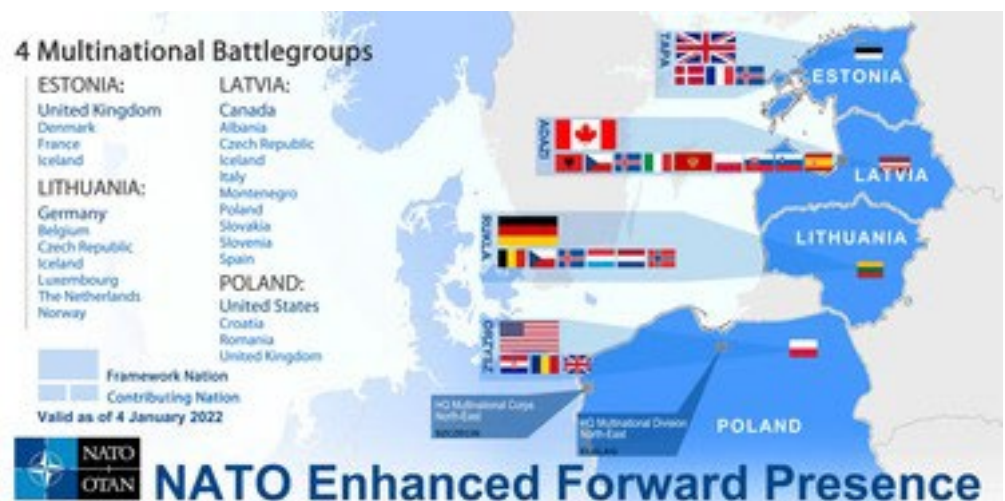 4 Multinational Battlegroups
ESTONIA:
United Kingdom
Denmark
France
Iceland
LITHUANIA:
Germany
Belgium
Czech Republic
Iceland
Luxembourg
The Netherlands
Norway
LATVIA:
Canada
Albania
Czech Republic
Iceland
Italy
Montenegro
Poland
Slovakia
Slovenia
Spain
POLAND:
United States
Croatia
Romania
United Kingdom
Framework Nation
Contributing Nation
Valid as of 4 January 2022
TAPA
ESTONIA
ADAZI
LATVIA
RUKLA
LITHUANIA
ORZYSZ
HQ Multinational Corps
North-East
SZCZECIN
HQ Multinational Division
North-East
POLAND
NATO
OTAN
NATO Enhanced Forward Presence